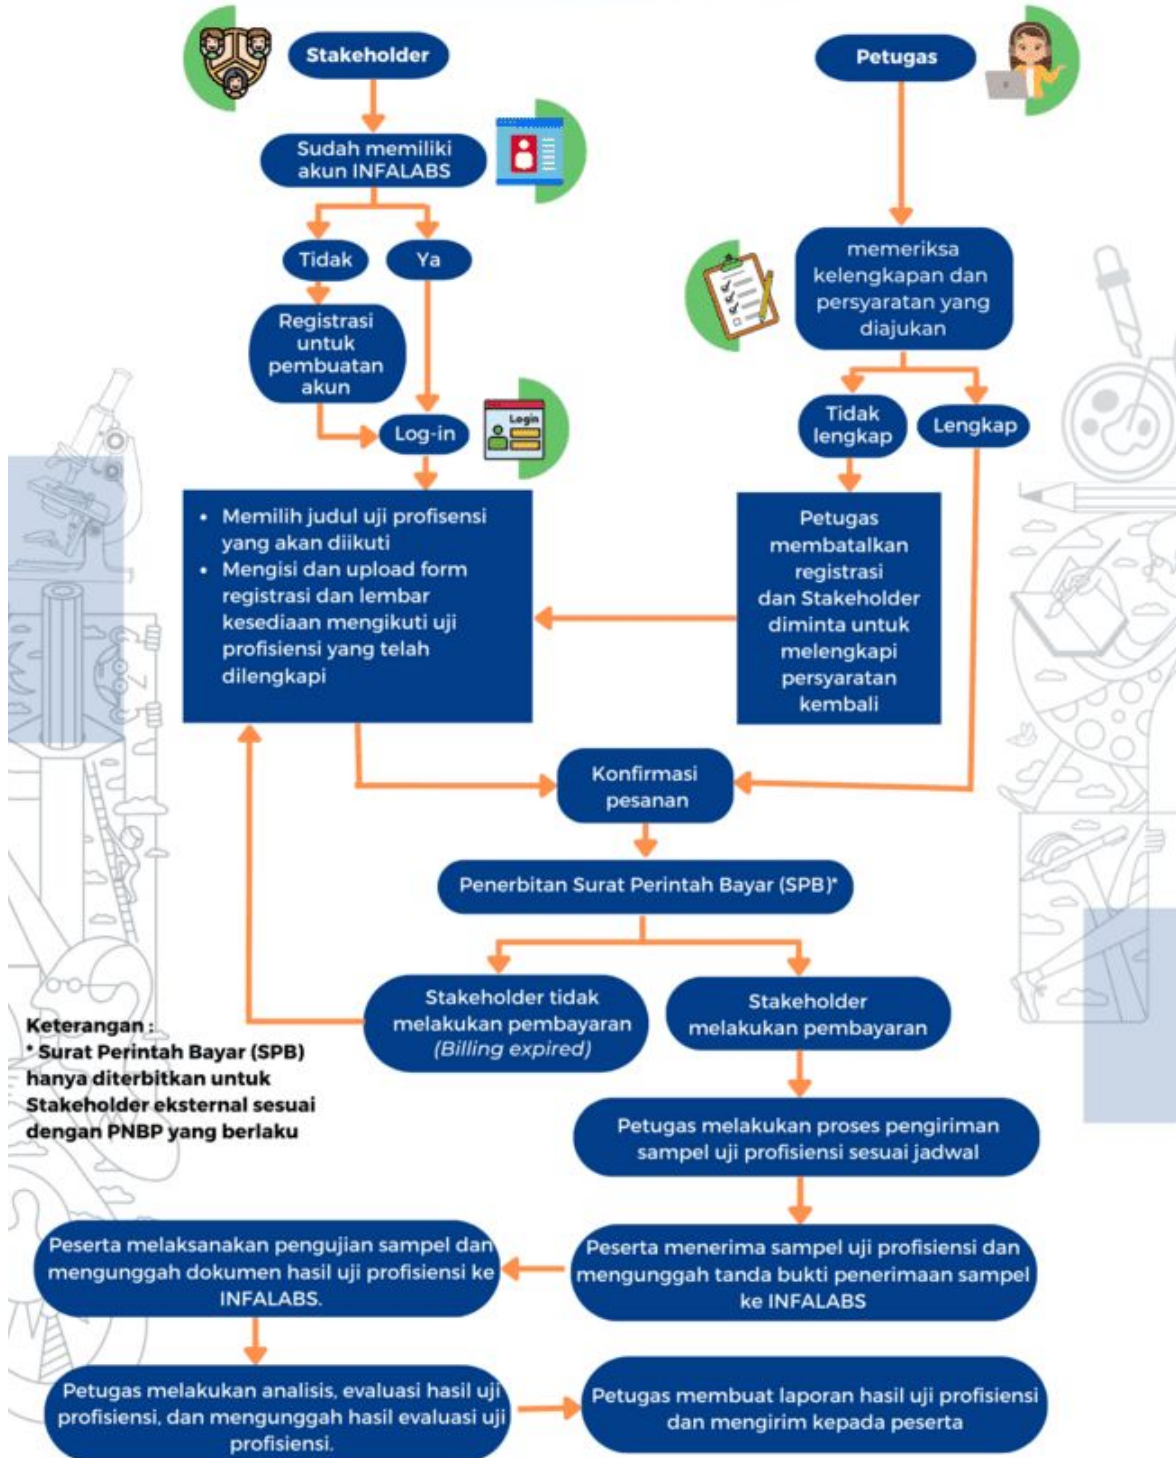 Stakeholder
Petugas
Sudah memiliki
akun INFALABS
Tidak
Ya
memeriksa
kelengkapan dan
persyaratan yang
diajukan
Registrasi
untuk
pembuatan
akun
Login
Log-in
Tidak
lengkap
Lengkap
• Memilih judul uji profisensi
yang akan diikuti
• Mengisi dan upload form
registrasi dan lembar
kesediaan mengikuti uji
profisiensi yang telah
dilengkapi
Petugas
membatalkan
registrasi
dan Stakeholder
diminta untuk
melengkapi
persyaratan
kembali
Konfirmasi
pesanan
Penerbitan Surat Perintah Bayar (SPB)*
Stakeholder tidak
melakukan pembayaran
(Billing expired)
Stakeholder
melakukan pembayaran
Keterangan :
* Surat Perintah Bayar (SPB)
hanya diterbitkan untuk
Stakeholder eksternal sesuai
dengan PNBP yang berlaku
Petugas melakukan proses pengiriman
sampel uji profisiensi sesuai jadwal
Peserta menerima sampel uji profisiensi dan
mengunggah tanda bukti penerimaan sampel
ke INFALABS
Peserta melaksanakan pengujian sampel dan
mengunggah dokumen hasil uji profisiensi ke
INFALABS.
Petugas melakukan analisis, evaluasi hasil uji
profisiensi, dan mengunggah hasil evaluasi uji
profisiensi.
Petugas membuat laporan hasil uji profisiensi
dan mengirim kepada peserta